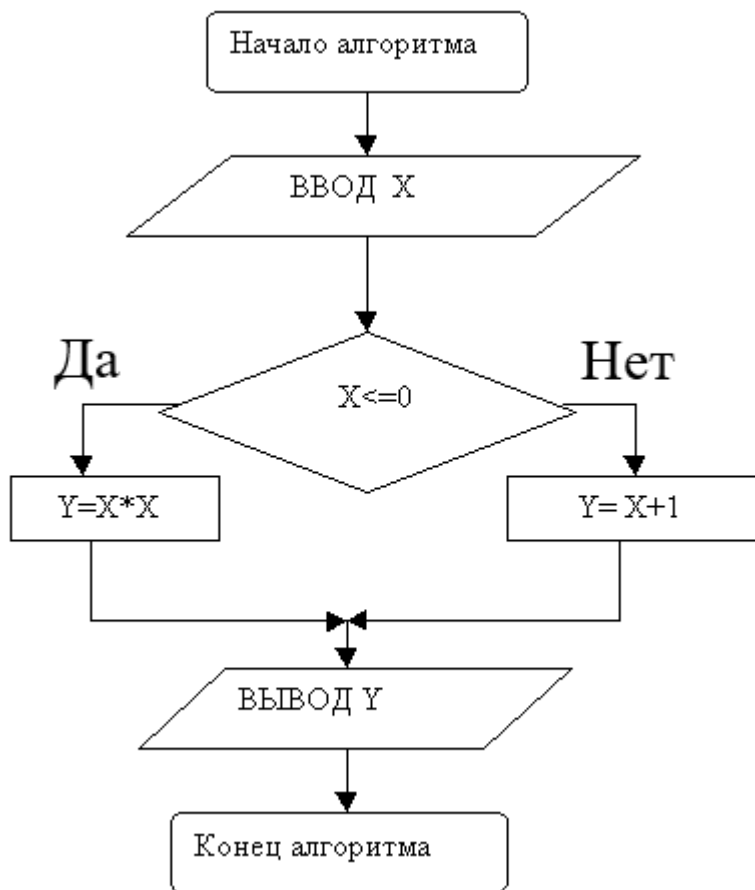 Начало алгоритма
ВВОД X
Да
Нет
X<=0
Y=X*X
Y= X+1
ВЫВОД Y
Конец алгоритма